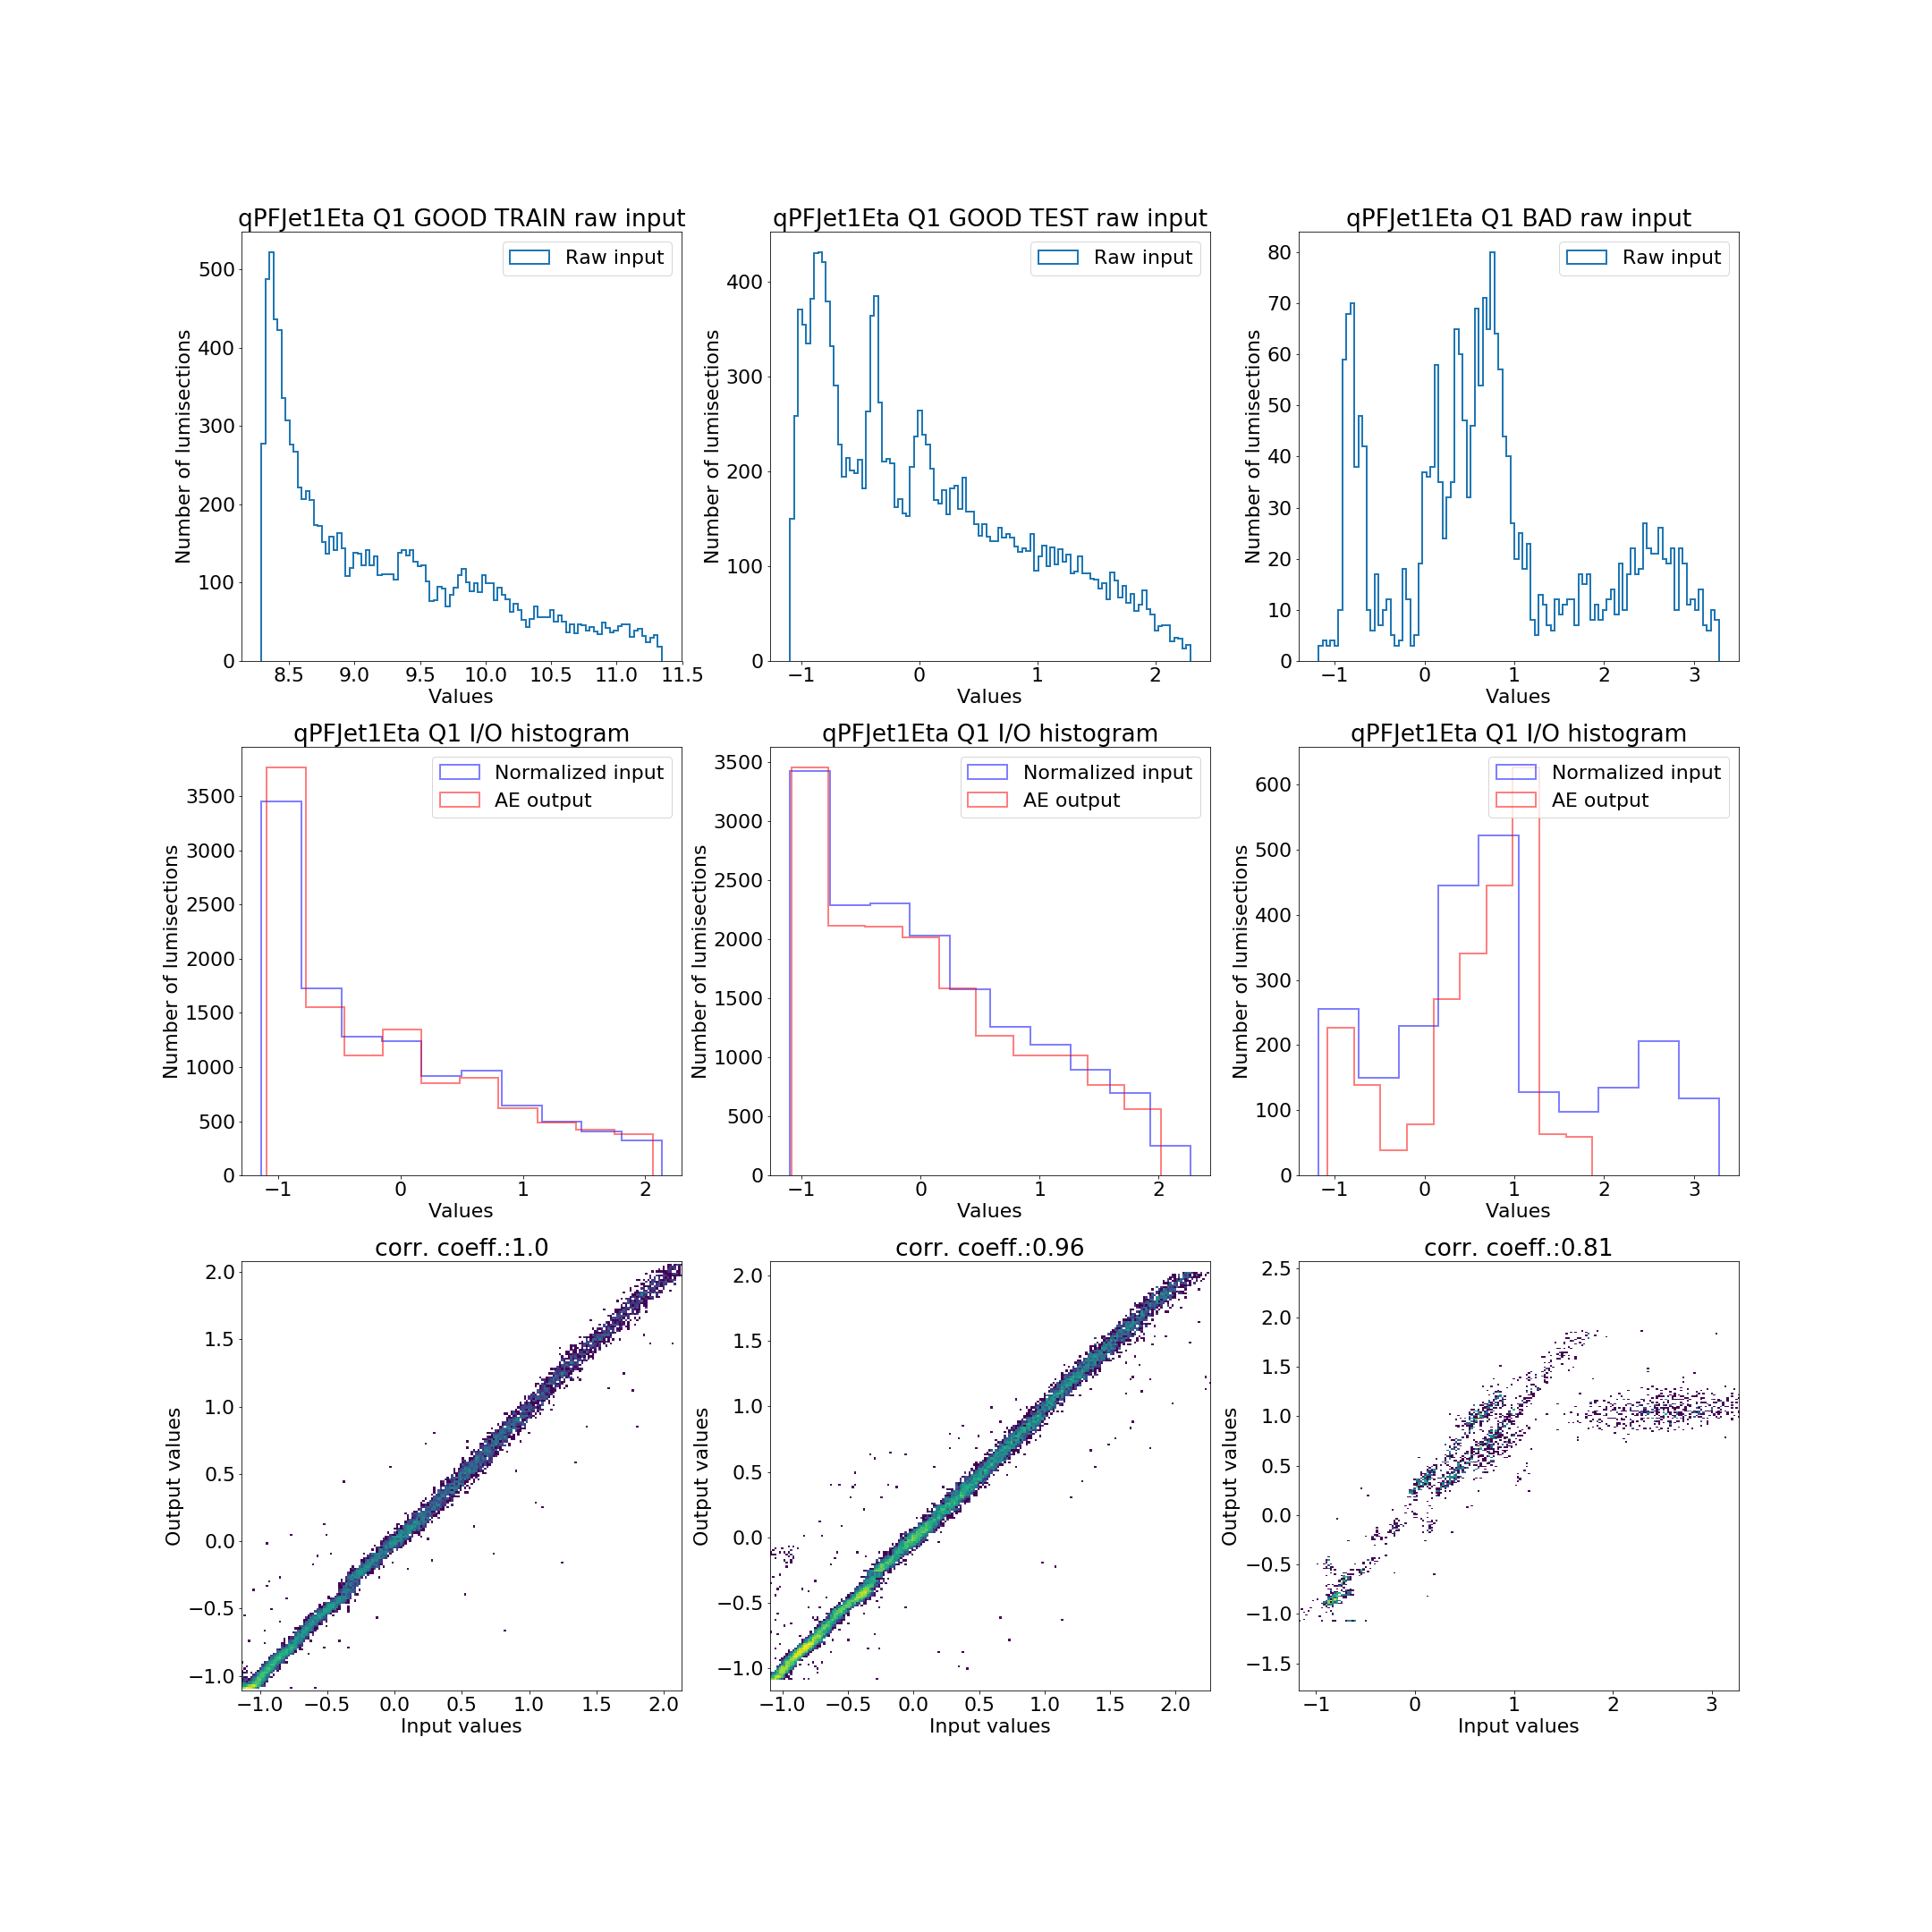 qPFJet1Eta Q1 GOOD TRAIN raw input
qPFJet1Eta Q1 GOOD TEST raw input
qPFJet1Eta Q1 BAD raw input
Number of lumisections
500
400
300
200
100
0
Raw input
8.5 9.0 9.5 10.0 10.5 11.0 11.5
Values
Number of lumisections
400
300
200
100
0
Raw input
−1 0 1 2
Values
Number of lumisections
80
70
60
50
40
30
20
10
0
Raw input
−1 0 1 2 3
Values
qPFJet1Eta Q1 I/O histogram
qPFJet1Eta Q1 I/O histogram
qPFJet1Eta Q1 I/O histogram
Number of lumisections
3500
3000
2500
2000
1500
1000
500
0
Normalized input
AE output
−1 0 1 2
Values
Number of lumisections
3500
3000
2500
2000
1500
1000
500
0
Normalized input
AE output
−1 0 1 2
Values
Number of lumisections
600
500
400
300
200
100
0
Normalized input
AE output
−1 0 1 2 3
Values
corr. coeff.:1.0
corr. coeff.:0.96
corr. coeff.:0.81
Output values
2.0
1.5
1.0
0.5
0.0
−0.5
−1.0
−1.0 −0.5 0.0 0.5 1.0 1.5 2.0
Input values
Output values
2.0
1.5
1.0
0.5
0.0
−0.5
−1.0
−1.0 −0.5 0.0 0.5 1.0 1.5 2.0
Input values
Output values
2.5
2.0
1.5
1.0
0.5
0.0
−0.5
−1.0
−1.5
−1 0 1 2 3
Input values